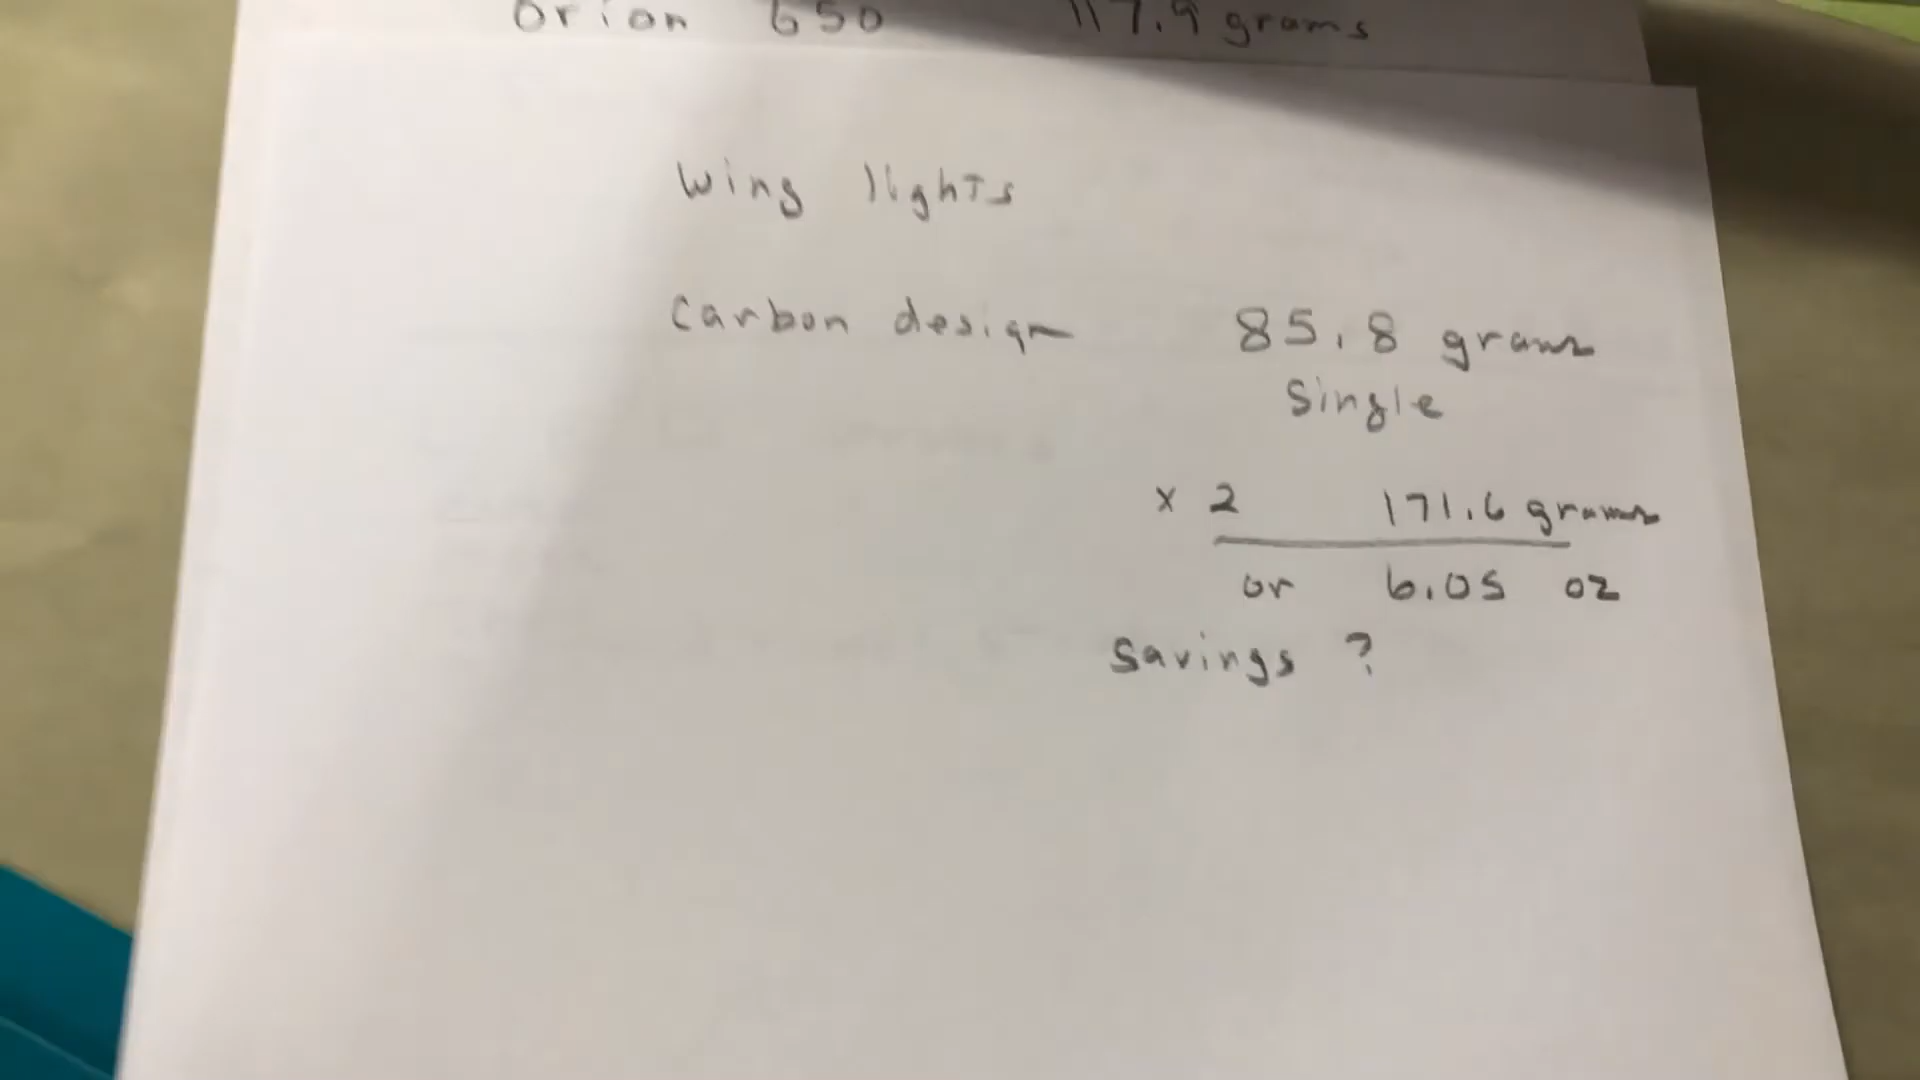 Orion 650 117.9 grams
Wing lights
Carbon design 85.8 grams
Single
x 2 171.6 grams
or 6.05 oz
Savings ?